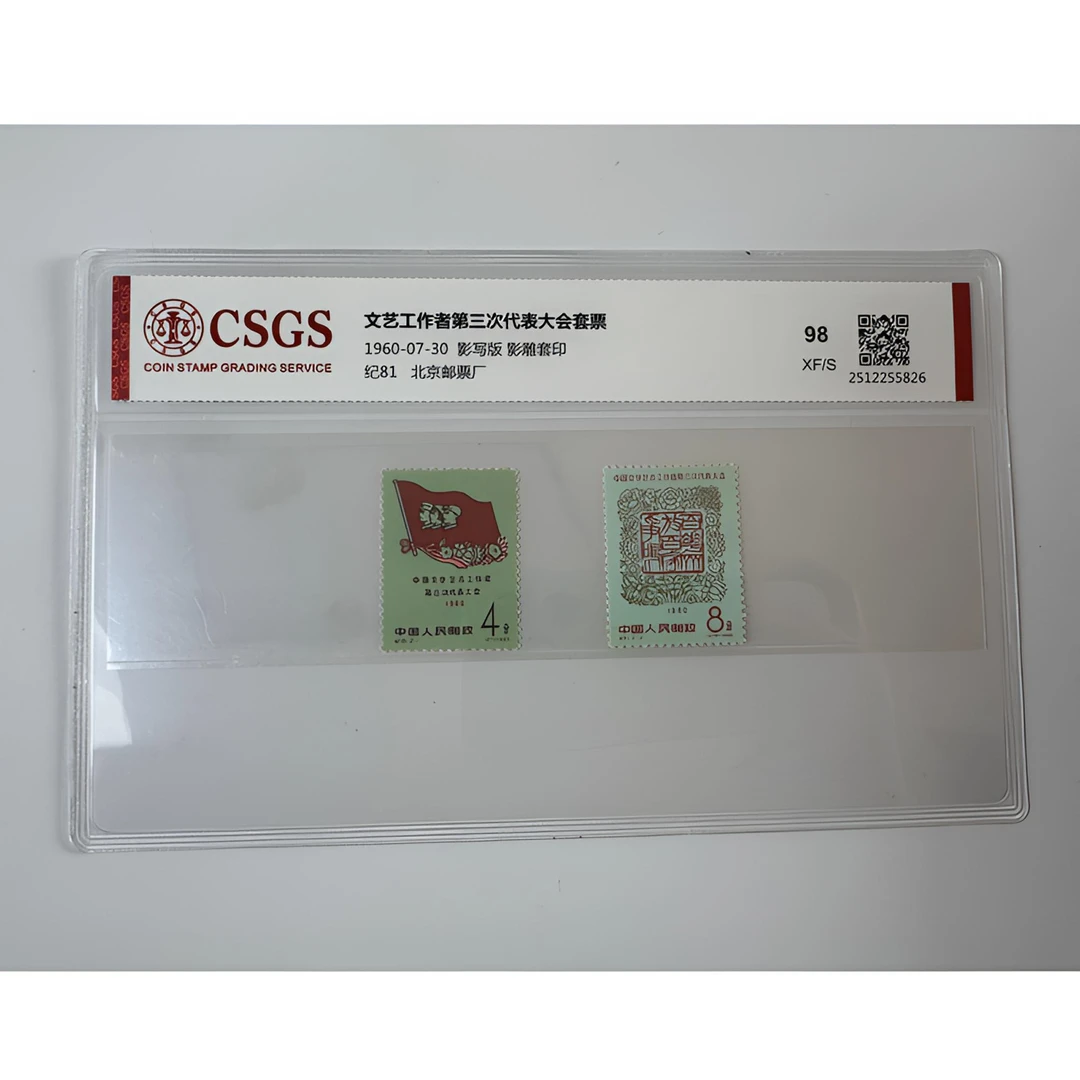 CSGS
COIN STAMP GRADING SERVICE
文艺工作者第三次代表大会套票
1960-07-30 影写版 影雕套印
纪81 北京邮票厂
98
XF/S
2512255826
1960
中国人民邮政
4分
1960
中国人民邮政
8分